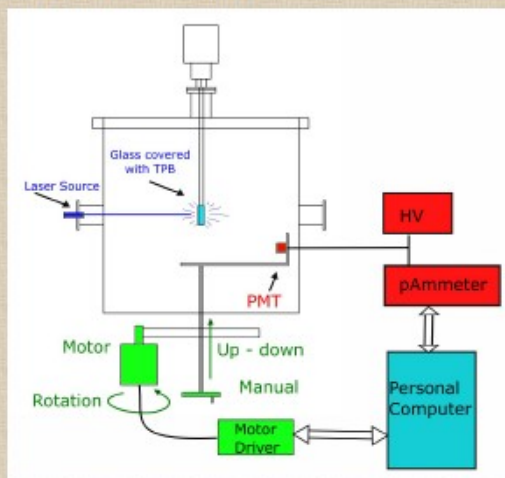 Glass covered
with TPB
Laser Source
HV
PMT
pAmmeter
Motor
Up - down
Manual
Rotation
Personal
Computer
Motor
Driver